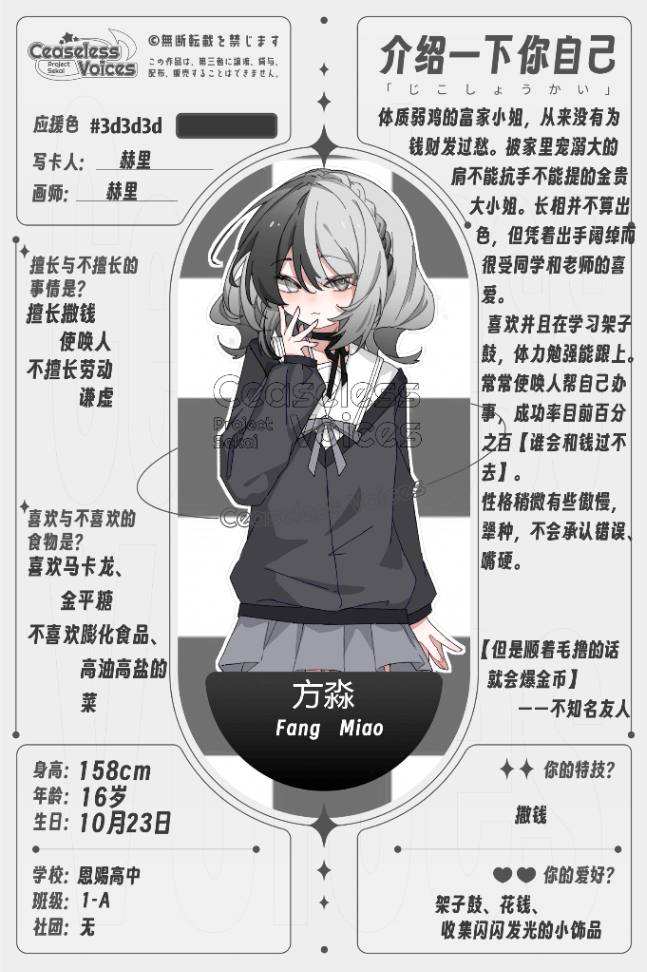 Ceaseless
Project
Sekai
Voices
©無断転載を禁じます
この作品は、第三者に譲渡、貸与、
配布、販売することはできません。
应援色 #3d3d3d
写卡人： 赫里
画师： 赫里
介绍一下你自己
「じこしょうかい」
体质弱鸡的富家小姐，从来没有为
钱财发过愁。被家里宠溺大的
肩不能抗手不能提的金贵
大小姐。长相并不算出
色，但凭着出手阔绰而
很受同学和老师的喜
爱。
喜欢并且在学习架子
鼓，体力勉强能跟上。
常常使唤人帮自己办
事，成功率目前百分
之百【谁会和钱过不
去】。
性格稍微有些傲慢，
犟种，不会承认错误、
嘴硬。
【但是顺着毛撸的话
就会爆金币】
——不知名友人
擅长与不擅长的
事情是？
擅长撒钱
使唤人
不擅长劳动
谦虚
喜欢与不喜欢的
食物是？
喜欢马卡龙、
金平糖
不喜欢膨化食品、
高油高盐的
菜
Ceaseless
Project
Sekai
Voices
Ceaseless Voices
方淼
Fang Miao
身高：158cm
年龄：16岁
生日：10月23日
学校：恩赐高中
班级：1-A
社团：无
你的特技？
撒钱
你的爱好？
架子鼓、花钱、
收集闪闪发光的小饰品